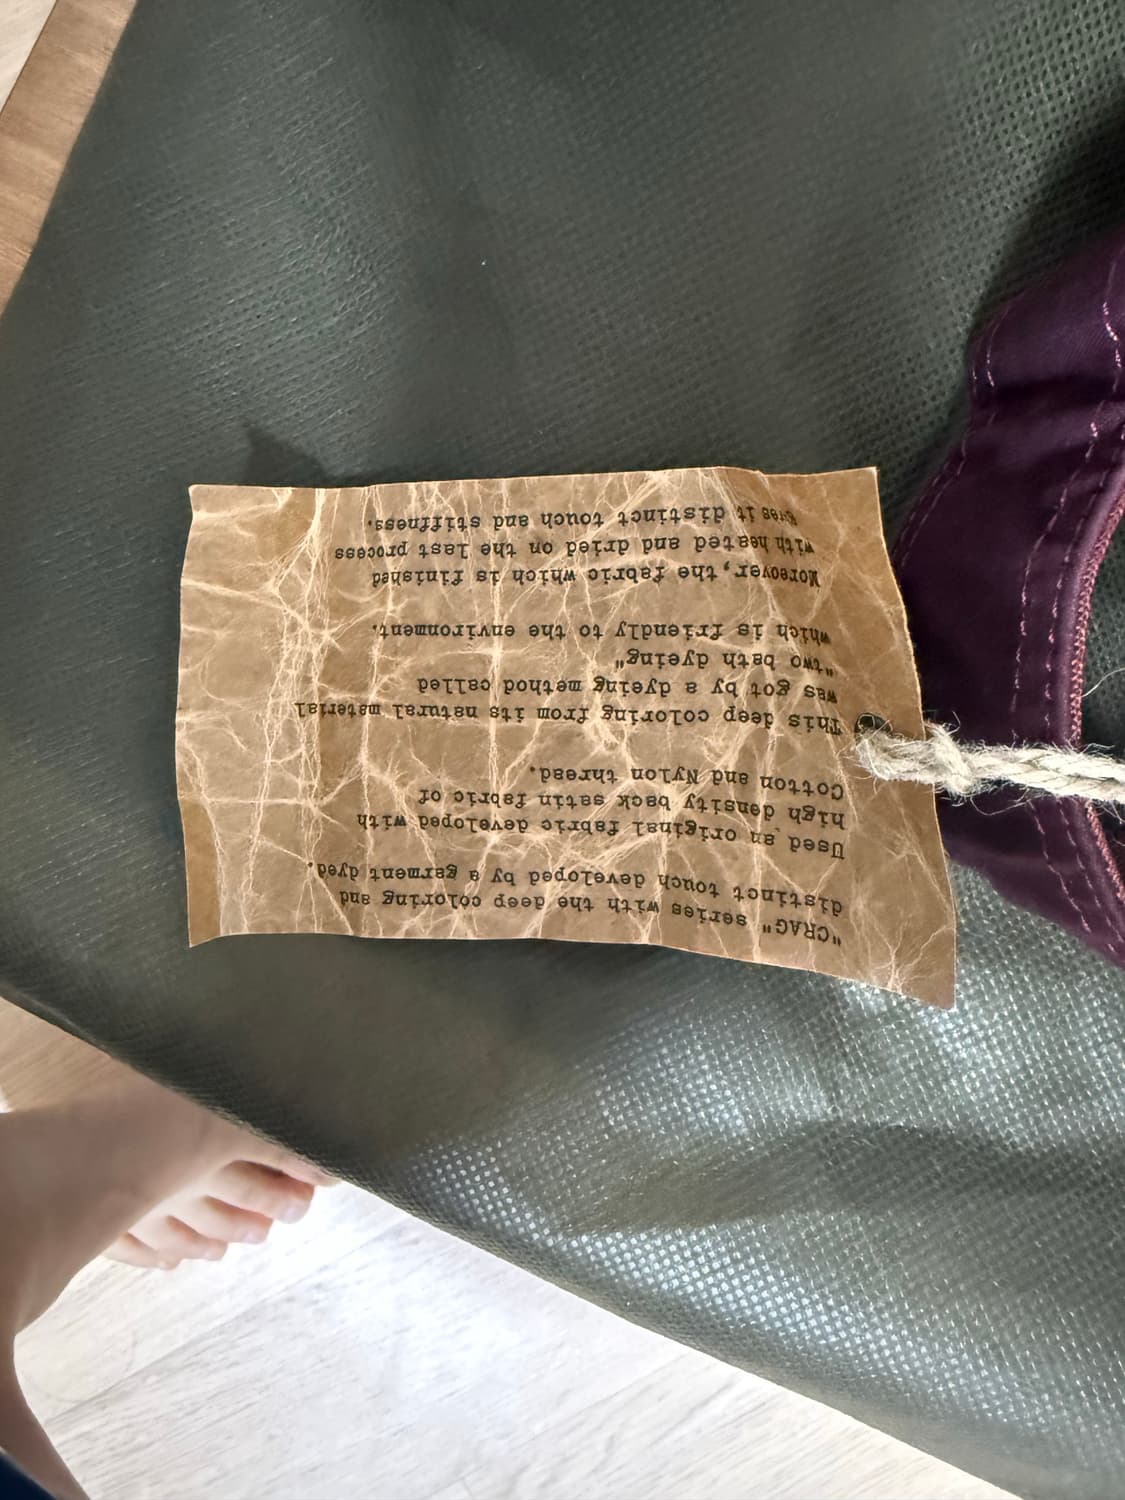 "CRAG" series with the deep coloring and
distinct touch developed by a garment dyed.
Used an original fabric developed with
high density back satin fabric of
Cotton and Nylon thread.
This deep coloring from its natural material
was got by a dyeing method called
"two bath dyeing"
which is friendly to the environment.
Moreover, the fabric which is finished
with heated and dried on the last process
gives it distinct touch and stiffness.